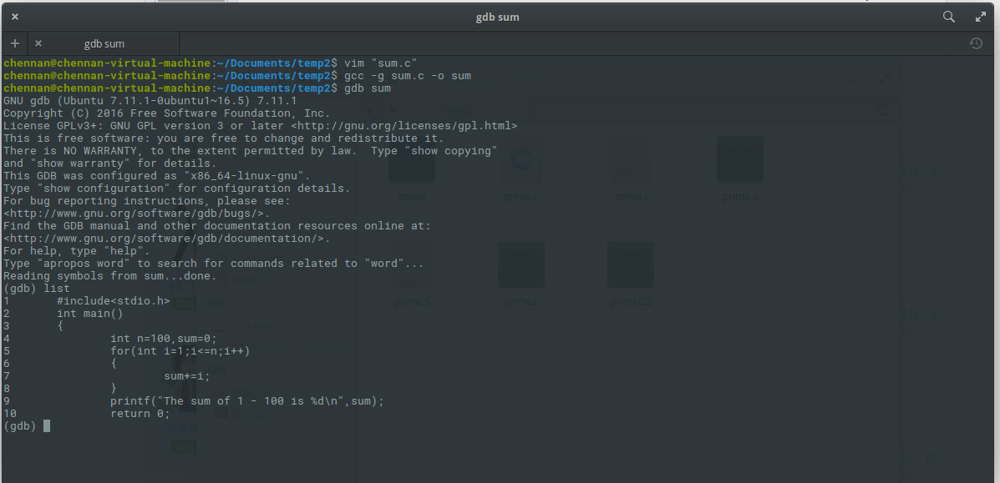 gdb sum
gdb sum
chennan@chennan-virtual-machine:~/Documents/temp2$ vim "sum.c"
chennan@chennan-virtual-machine:~/Documents/temp2$ gcc -g sum.c -o sum
chennan@chennan-virtual-machine:~/Documents/temp2$ gdb sum
GNU gdb (Ubuntu 7.11.1-0ubuntu1~16.5) 7.11.1
Copyright (C) 2016 Free Software Foundation, Inc.
License GPLv3+: GNU GPL version 3 or later <http://gnu.org/licenses/gpl.html>
This is free software: you are free to change and redistribute it.
There is NO WARRANTY, to the extent permitted by law.  Type "show copying"
and "show warranty" for details.
This GDB was configured as "x86_64-linux-gnu".
Type "show configuration" for configuration details.
For bug reporting instructions, please see:
<http://www.gnu.org/software/gdb/bugs/>.
Find the GDB manual and other documentation resources online at:
<http://www.gnu.org/software/gdb/documentation/>.
For help, type "help".
Type "apropos word" to search for commands related to "word"...
Reading symbols from sum...done.
(gdb) list
1       #include<stdio.h>
2       int main()
3       {
4               int n=100,sum=0;
5               for(int i=1;i<=n;i++)
6               {
7                       sum+=i;
8               }
9               printf("The sum of 1 - 100 is %d\n",sum);
10              return 0;
(gdb)
prime prime.c prime.i prime.o
prime.S prime2 prime02